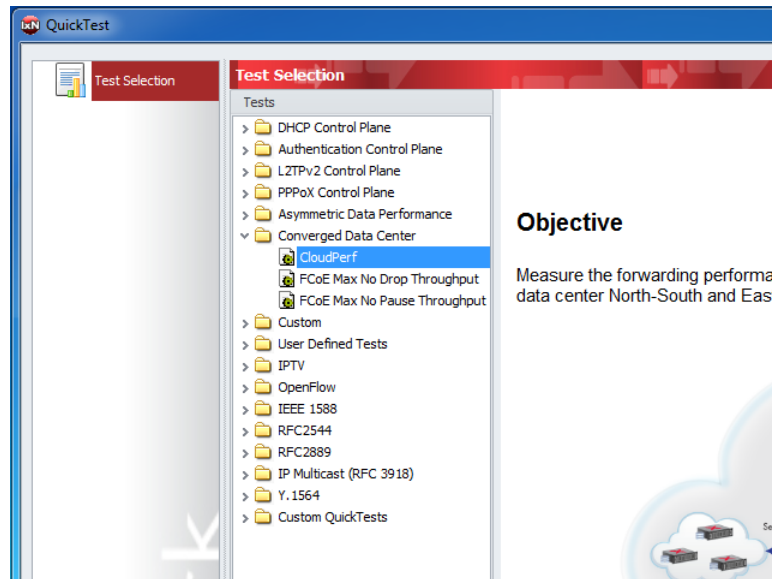 IxN QuickTest
Test Selection
Test Selection
Tests
DHCP Control Plane
Authentication Control Plane
L2TPv2 Control Plane
PPPoX Control Plane
Asymmetric Data Performance
Converged Data Center
CloudPerf
FCoE Max No Drop Throughput
FCoE Max No Pause Throughput
Custom
User Defined Tests
IPTV
OpenFlow
IEEE 1588
RFC2544
RFC2889
IP Multicast (RFC 3918)
Y.1564
Custom QuickTests
Objective
Measure the forwarding performa
data center North-South and Eas
Se